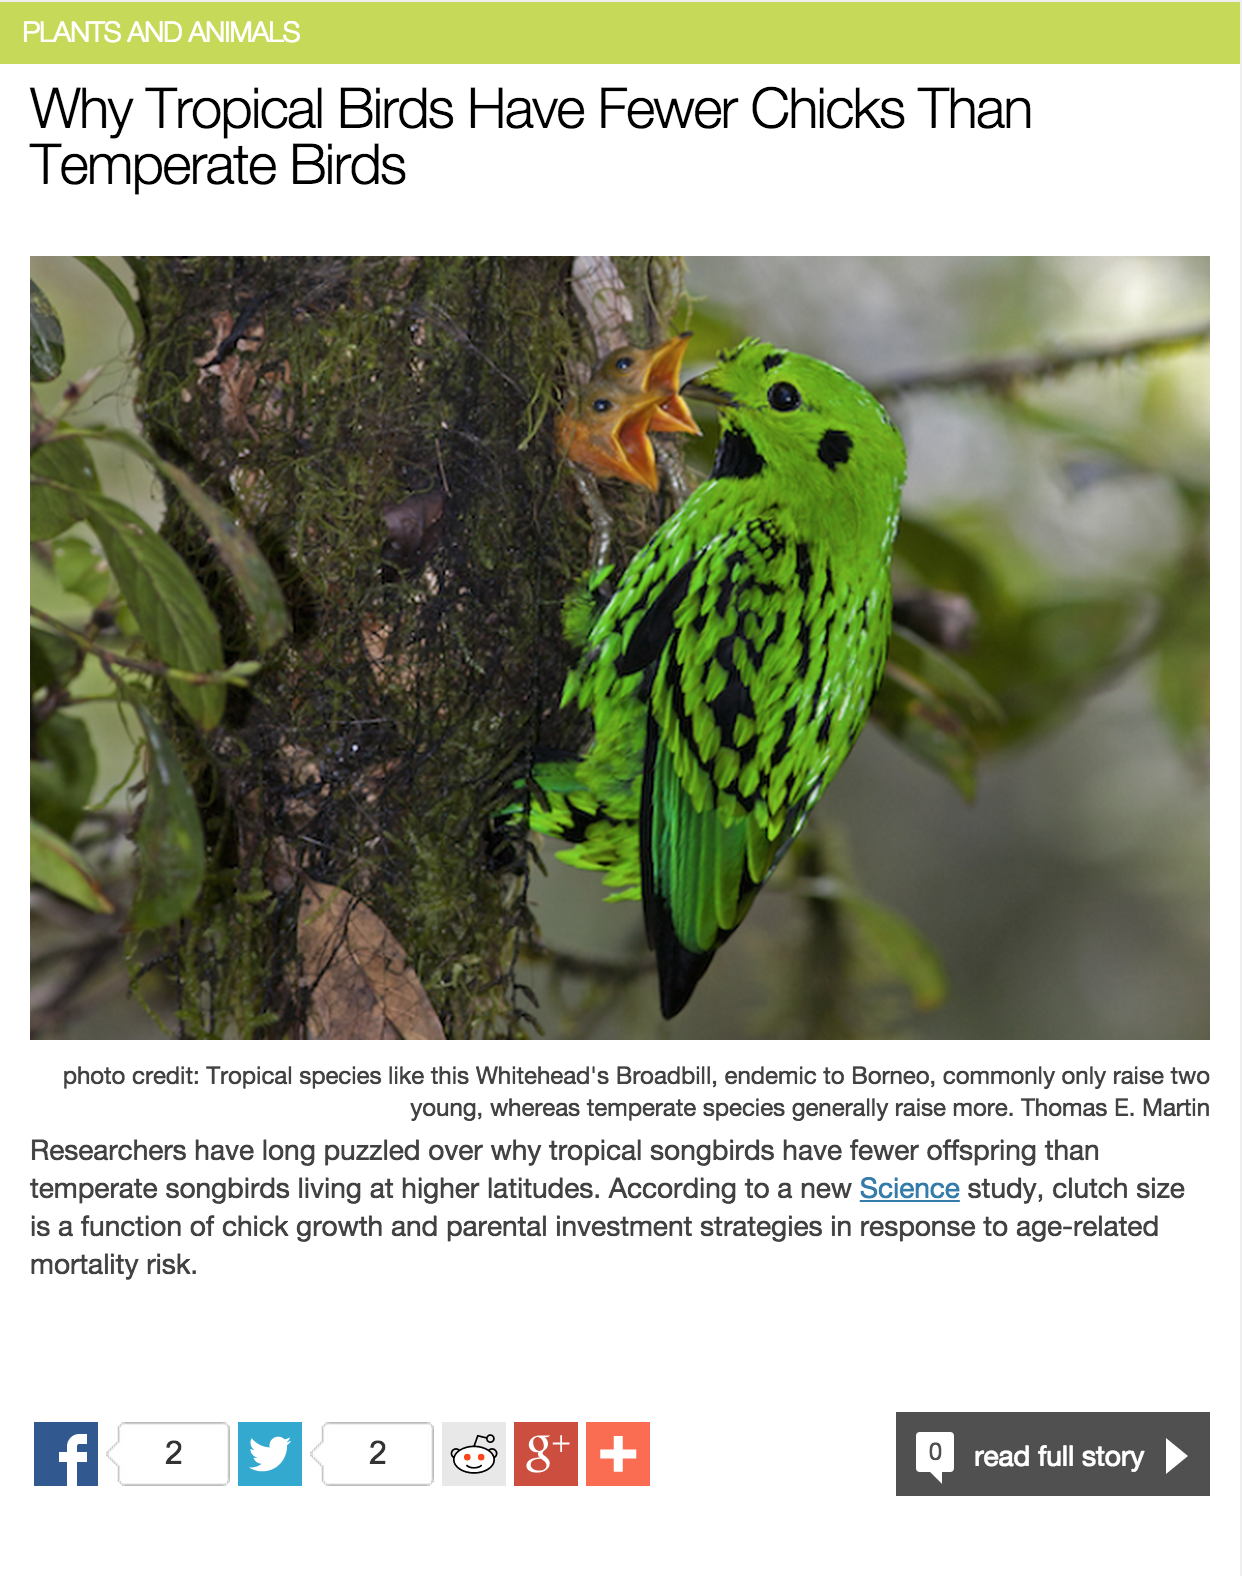 PLANTS AND ANIMALS
Why Tropical Birds Have Fewer Chicks Than
Temperate Birds
photo credit: Tropical species like this Whitehead's Broadbill, endemic to Borneo, commonly only raise two
young, whereas temperate species generally raise more. Thomas E. Martin
Researchers have long puzzled over why tropical songbirds have fewer offspring than
temperate songbirds living at higher latitudes. According to a new Science study, clutch size
is a function of chick growth and parental investment strategies in response to age-related
mortality risk.
f 2 2 g+ 0 read full story